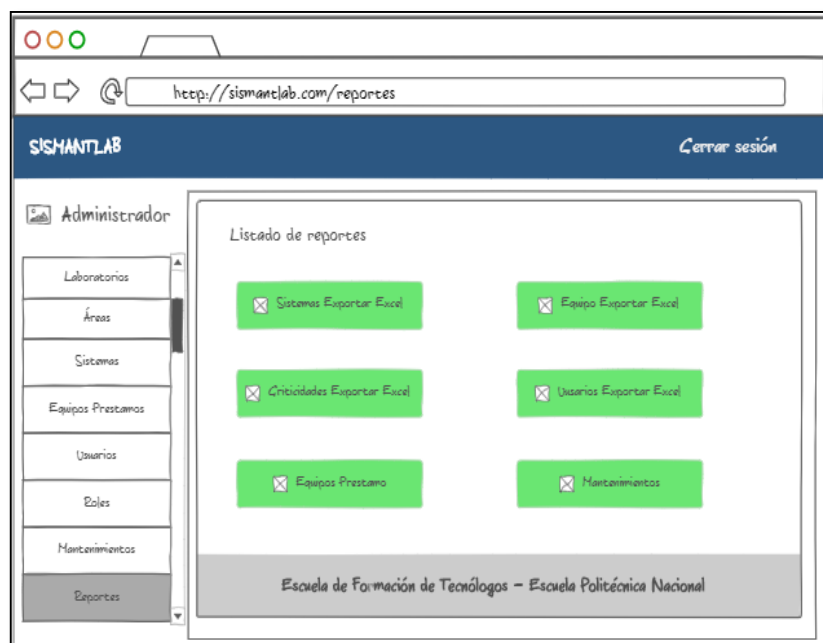 http://sismantlab.com/reportes
SISMANTLAB
Cerrar sesión
Administrador
Laboratorios
Áreas
Sistemas
Equipos Prestamos
Usuarios
Roles
Mantenimientos
Reportes
Listado de reportes
Sistemas Exportar Excel
Equipo Exportar Excel
Criticidades Exportar Excel
Usuarios Exportar Excel
Equipos Prestamo
Mantenimientos
Escuela de Formación de Tecnólogos – Escuela Politécnica Nacional